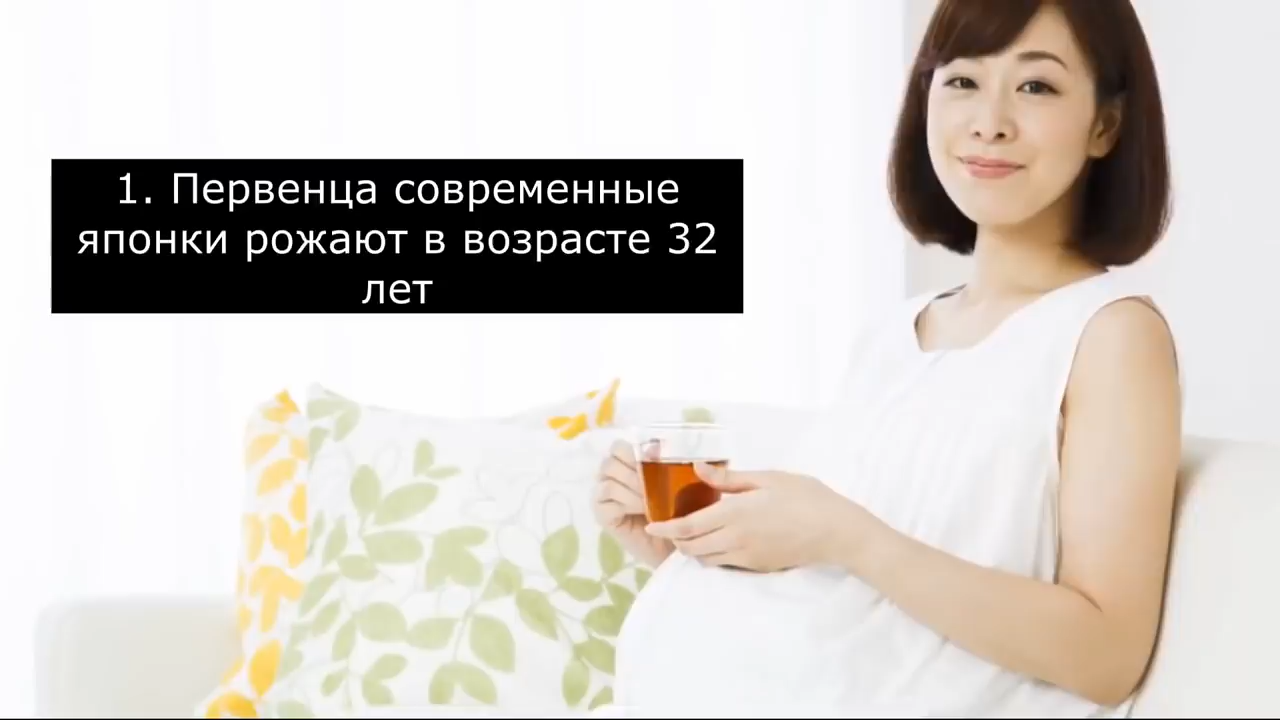 1. Первенца современные
японки рожают в возрасте 32
лет